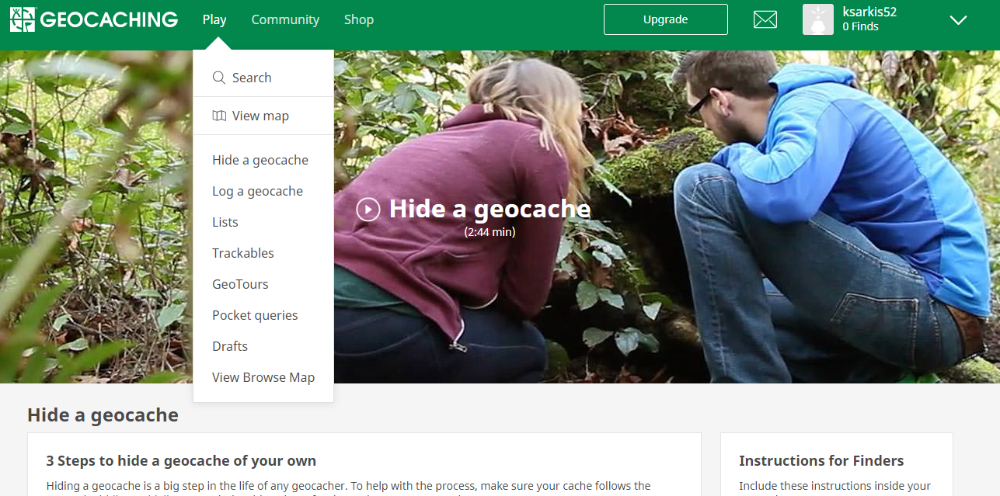 GEOCACHING
Play
Community
Shop
Upgrade
ksarkis52
0 Finds
Search
View map
Hide a geocache
Log a geocache
Lists
Trackables
GeoTours
Pocket queries
Drafts
View Browse Map
Hide a geocache
(2:44 min)
Hide a geocache
3 Steps to hide a geocache of your own
Hiding a geocache is a big step in the life of any geocacher. To help with the process, make sure your cache follows the
Instructions for Finders
Include these instructions inside your